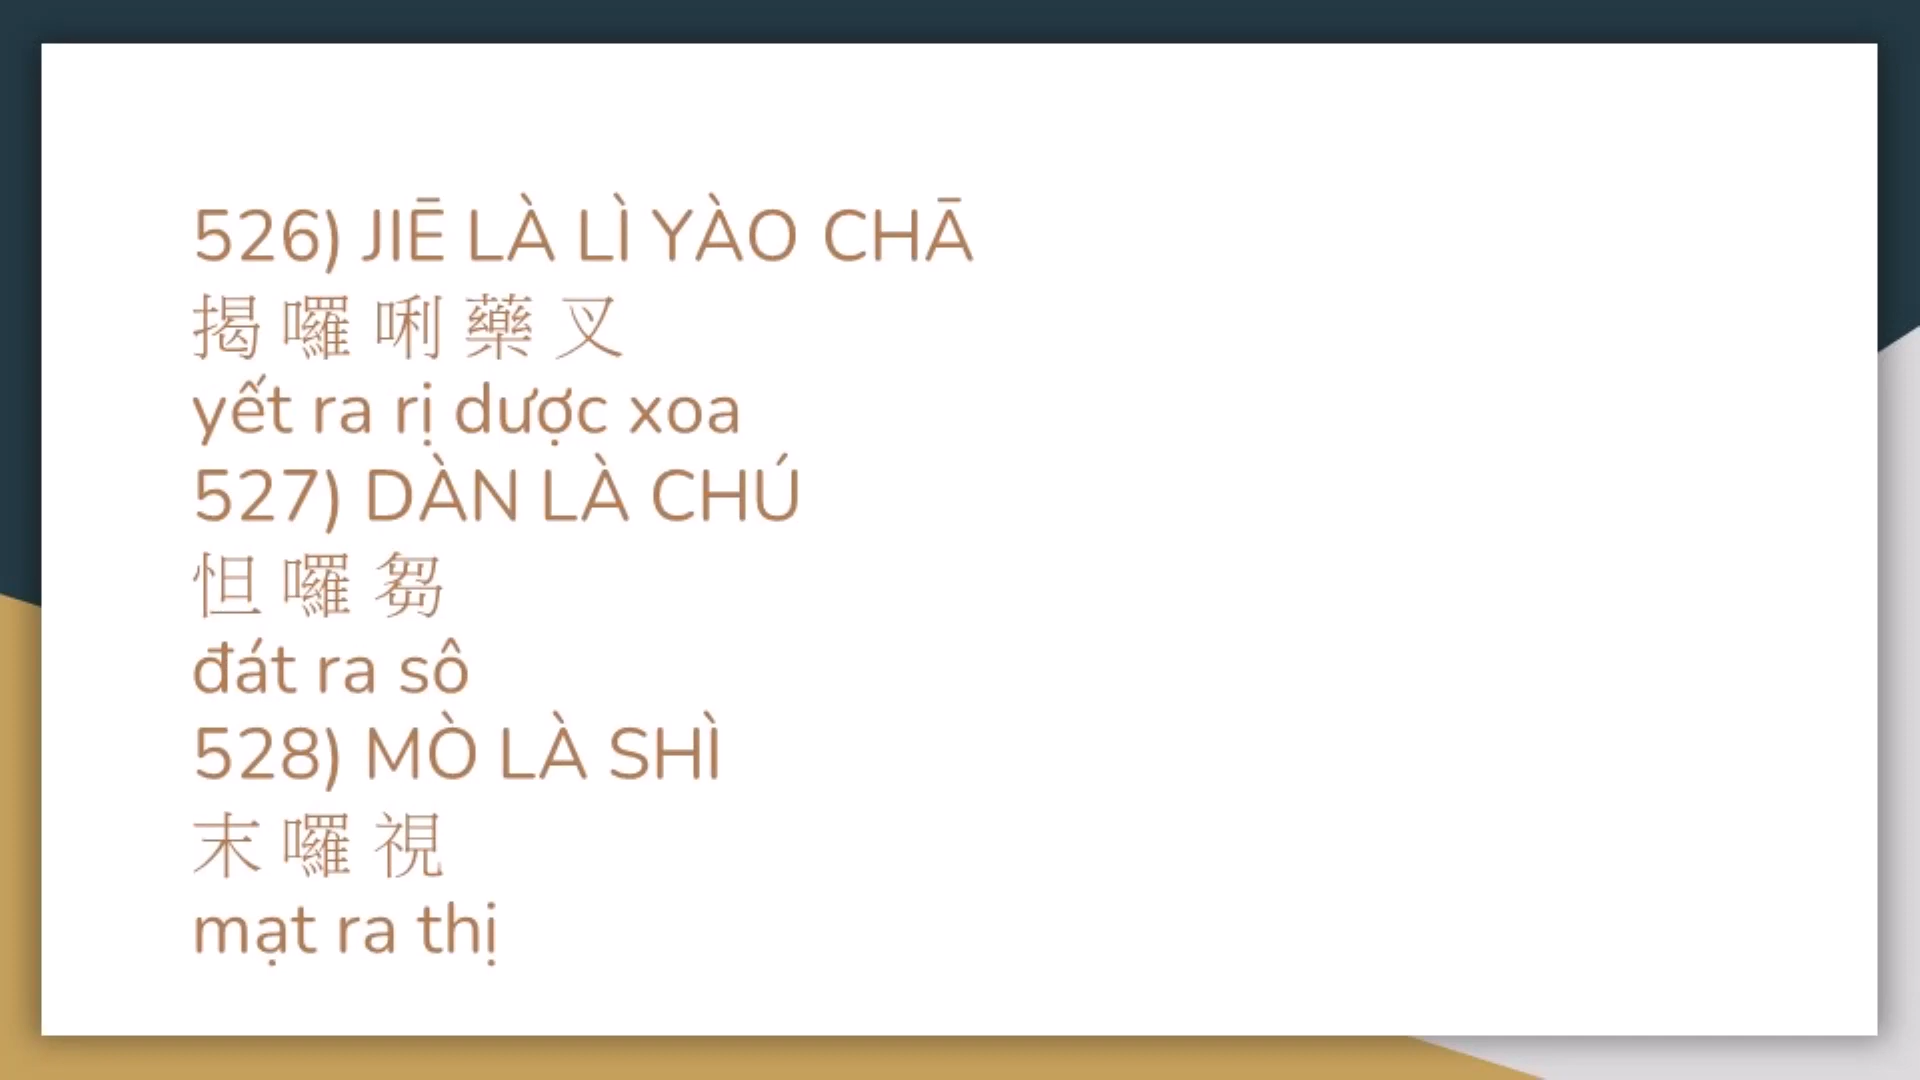 526) JIĒ LÀ LÌ YÀO CHĀ
揭 囉 唎 藥 叉
yết ra rị dược xoa
527) DÀN LÀ CHÚ
怛 囉 芻
đát ra sô
528) MÒ LÀ SHÌ
末 囉 視
mạt ra thị